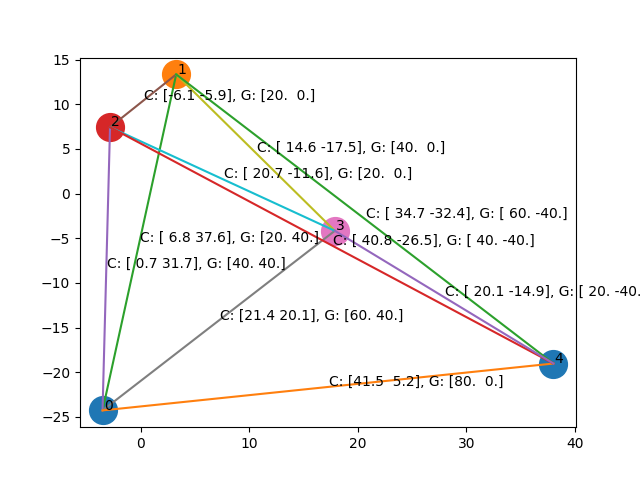 15
10
5
0
−5
−10
−15
−20
−25
1
C: [-6.1 -5.9], G: [20.  0.]
2
C: [ 14.6 -17.5], G: [40.  0.]
C: [ 20.7 -11.6], G: [20.  0.]
C: [ 34.7 -32.4], G: [ 60. -40.]
3
C: [ 6.8 37.6], G: [20. 40.]
C: [ 40.8 -26.5], G: [ 40. -40.]
C: [ 0.7 31.7], G: [40. 40.]
C: [ 20.1 -14.9], G: [ 20. -40.
C: [21.4 20.1], G: [60. 40.]
4
C: [41.5  5.2], G: [80.  0.]
0
0 10 20 30 40